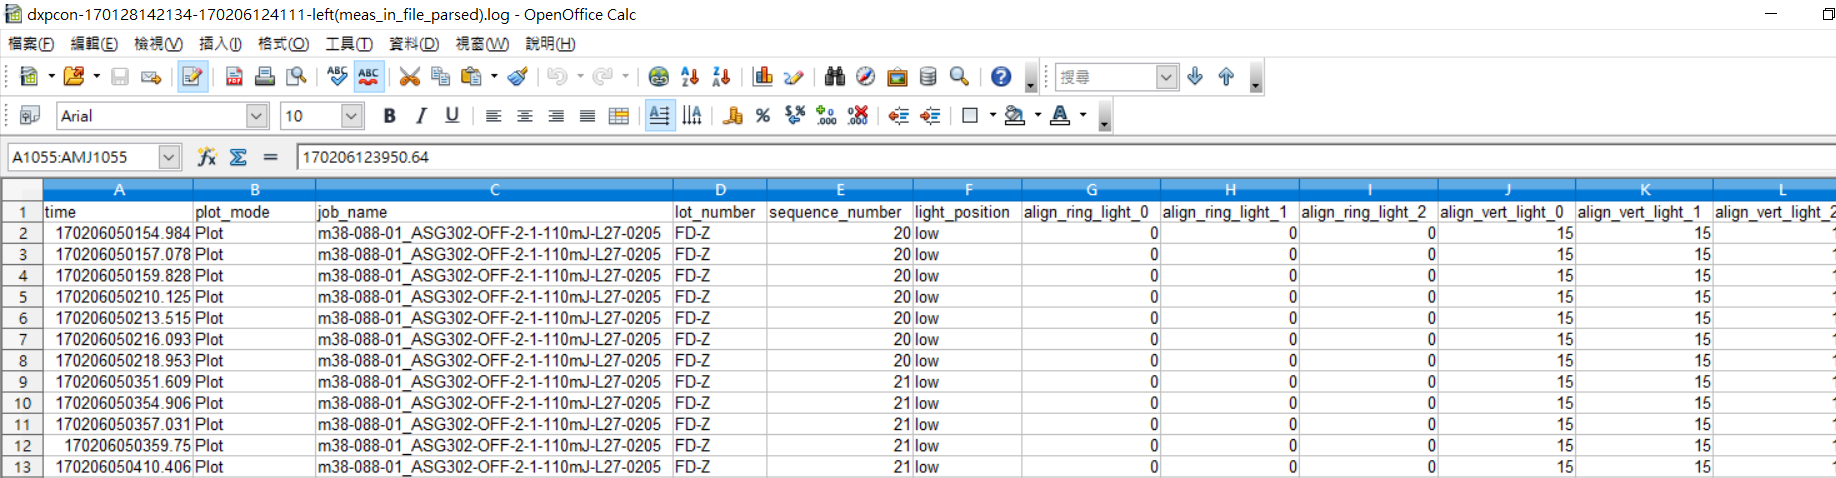 dxpcon-170128142134-170206124111-left(meas_in_file_parsed).log - OpenOffice Calc
檔案(F) 編輯(E) 檢視(V) 插入(I) 格式(O) 工具(T) 資料(D) 視窗(W) 說明(H)
搜尋
Arial 10
A1055:AMJ1055 170206123950.64
A B C D E F G H I J K L
1 time plot_mode job_name lot_number sequence_number light_position align_ring_light_0 align_ring_light_1 align_ring_light_2 align_vert_light_0 align_vert_light_1 align_vert_light_2
2 170206050154.984 Plot m38-088-01_ASG302-OFF-2-1-110mJ-L27-0205 FD-Z 20 low 0 0 0 15 15
3 170206050157.078 Plot m38-088-01_ASG302-OFF-2-1-110mJ-L27-0205 FD-Z 20 low 0 0 0 15 15
4 170206050159.828 Plot m38-088-01_ASG302-OFF-2-1-110mJ-L27-0205 FD-Z 20 low 0 0 0 15 15
5 170206050210.125 Plot m38-088-01_ASG302-OFF-2-1-110mJ-L27-0205 FD-Z 20 low 0 0 0 15 15
6 170206050213.515 Plot m38-088-01_ASG302-OFF-2-1-110mJ-L27-0205 FD-Z 20 low 0 0 0 15 15
7 170206050216.093 Plot m38-088-01_ASG302-OFF-2-1-110mJ-L27-0205 FD-Z 20 low 0 0 0 15 15
8 170206050218.953 Plot m38-088-01_ASG302-OFF-2-1-110mJ-L27-0205 FD-Z 20 low 0 0 0 15 15
9 170206050351.609 Plot m38-088-01_ASG302-OFF-2-1-110mJ-L27-0205 FD-Z 21 low 0 0 0 15 15
10 170206050354.906 Plot m38-088-01_ASG302-OFF-2-1-110mJ-L27-0205 FD-Z 21 low 0 0 0 15 15
11 170206050357.031 Plot m38-088-01_ASG302-OFF-2-1-110mJ-L27-0205 FD-Z 21 low 0 0 0 15 15
12 170206050359.75 Plot m38-088-01_ASG302-OFF-2-1-110mJ-L27-0205 FD-Z 21 low 0 0 0 15 15
13 170206050410.406 Plot m38-088-01_ASG302-OFF-2-1-110mJ-L27-0205 FD-Z 21 low 0 0 0 15 15